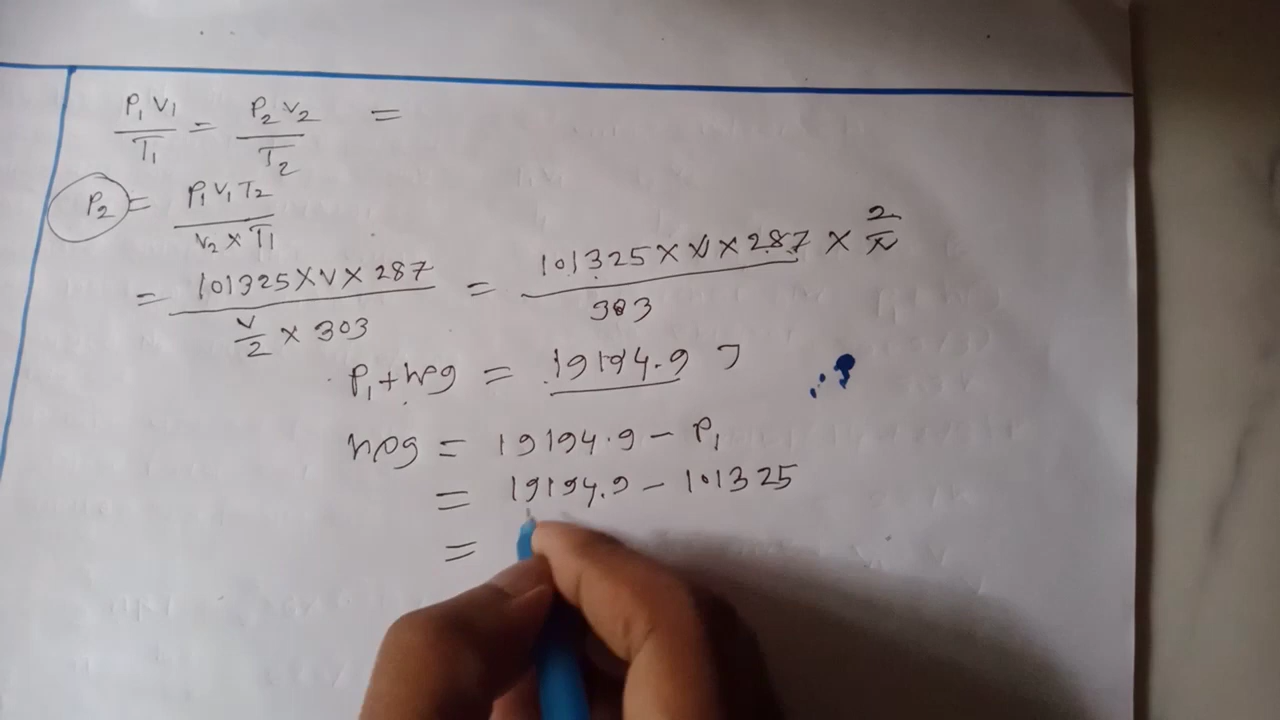 P₁V₁/T₁ = P₂V₂/T₂ =
P₂ = P₁V₁T₂/V₂×T₁
= 101325×V×287/(V/2 × 303) = 101325×V×287/303 × 2/V
P₁+hρg = 19194.9
hρg = 19194.9 - P₁
= 19194.9 - 101325
=